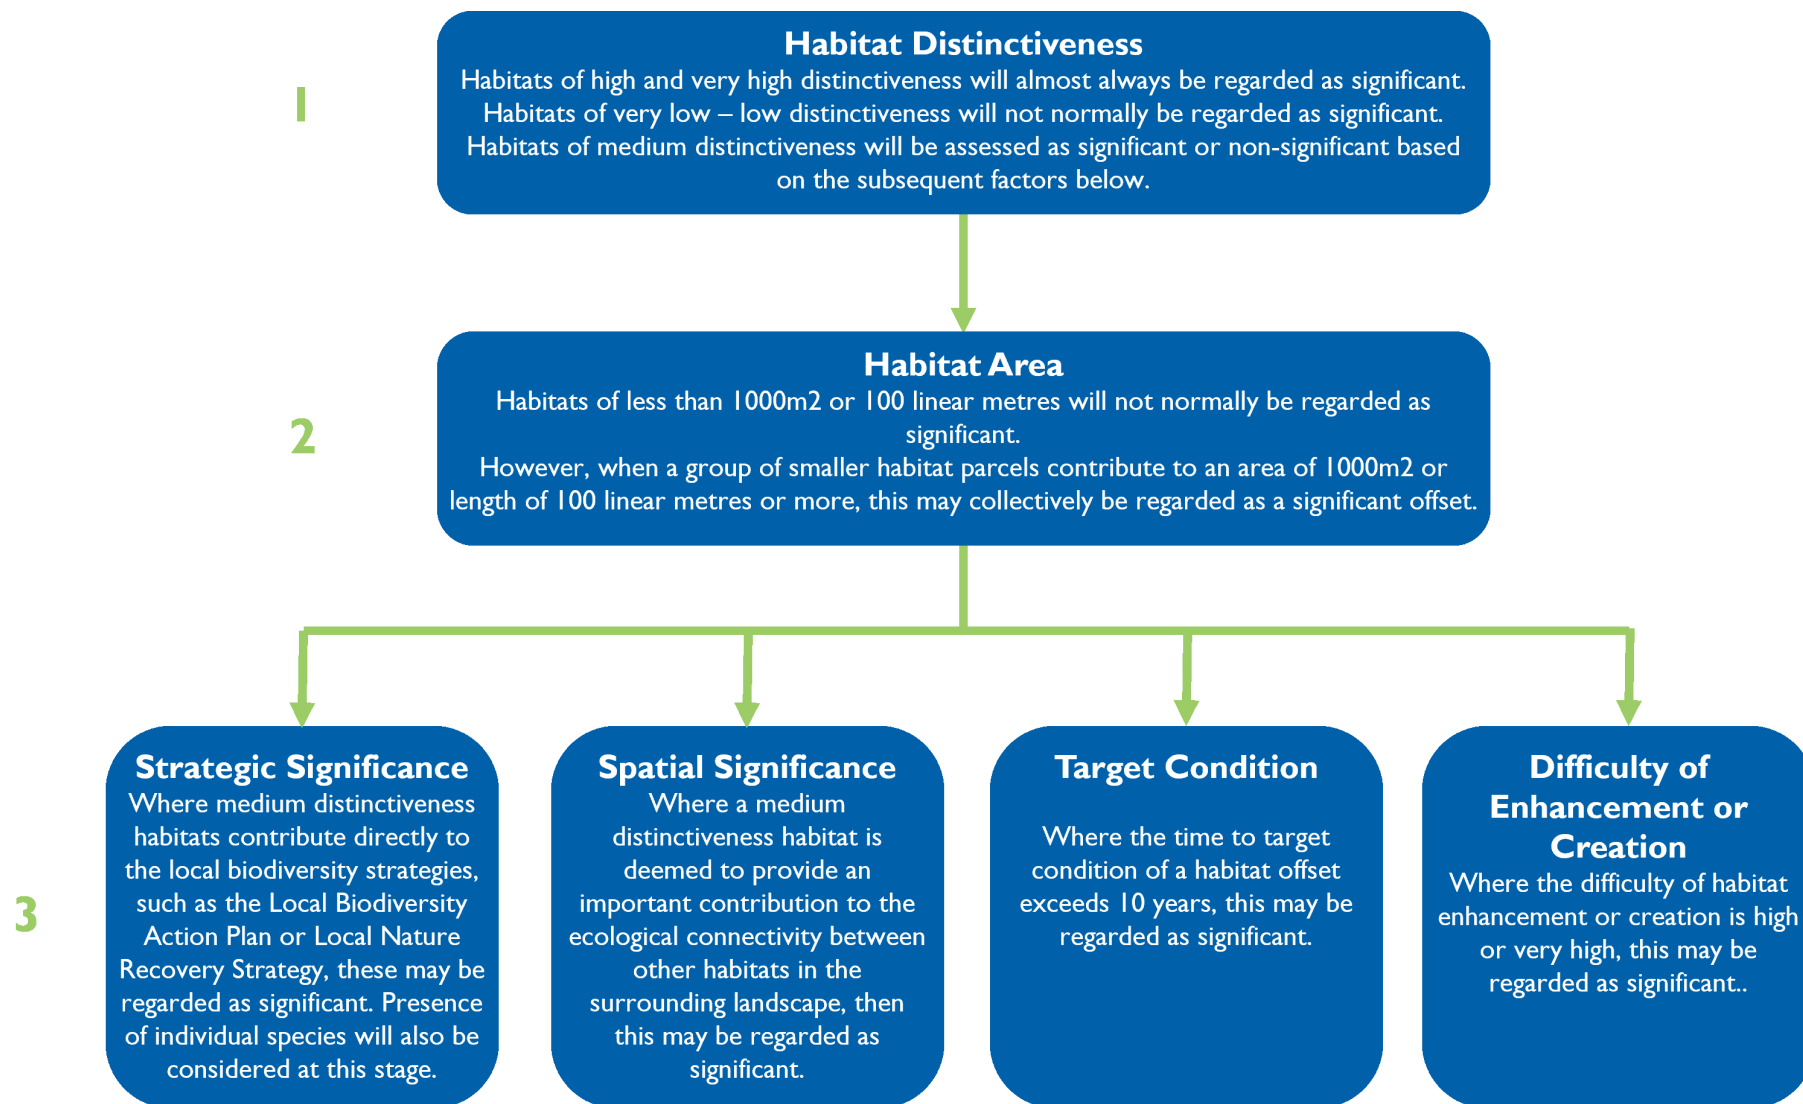 1
Habitat Distinctiveness
Habitats of high and very high distinctiveness will almost always be regarded as significant.
Habitats of very low – low distinctiveness will not normally be regarded as significant.
Habitats of medium distinctiveness will be assessed as significant or non-significant based
on the subsequent factors below.
2
Habitat Area
Habitats of less than 1000m2 or 100 linear metres will not normally be regarded as
significant.
However, when a group of smaller habitat parcels contribute to an area of 1000m2 or
length of 100 linear metres or more, this may collectively be regarded as a significant offset.
3
Strategic Significance
Where medium distinctiveness
habitats contribute directly to
the local biodiversity strategies,
such as the Local Biodiversity
Action Plan or Local Nature
Recovery Strategy, these may be
regarded as significant. Presence
of individual species will also be
considered at this stage.
Spatial Significance
Where a medium
distinctiveness habitat is
deemed to provide an
important contribution to the
ecological connectivity between
other habitats in the
surrounding landscape, then
this may be regarded as
significant.
Target Condition
Where the time to target
condition of a habitat offset
exceeds 10 years, this may be
regarded as significant.
Difficulty of
Enhancement or
Creation
Where the difficulty of habitat
enhancement or creation is high
or very high, this may be
regarded as significant..